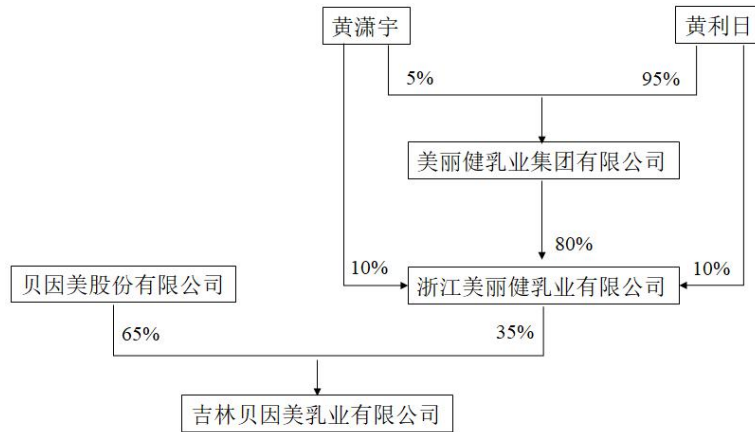 黄潇宇
黄利日
5%
95%
美丽健乳业集团有限公司
80%
10%
10%
贝因美股份有限公司
浙江美丽健乳业有限公司
65%
35%
吉林贝因美乳业有限公司